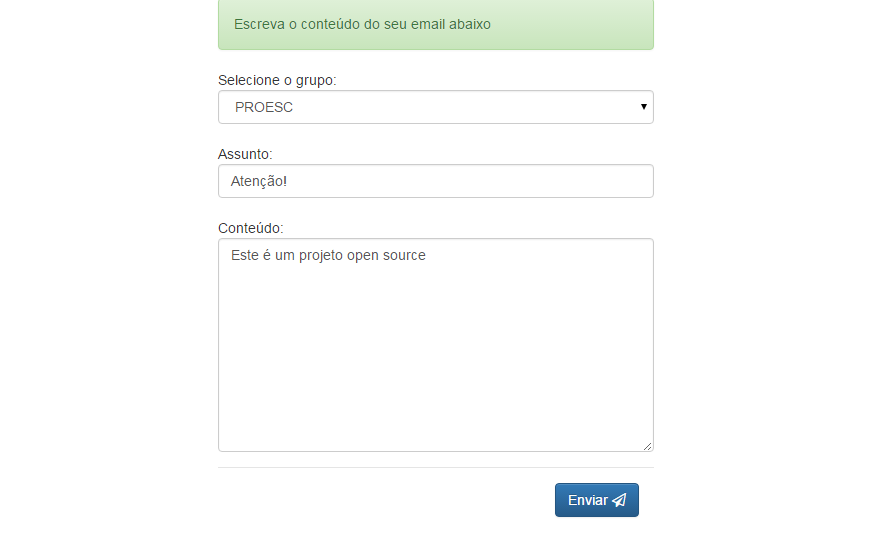 Escreva o conteúdo do seu email abaixo
Selecione o grupo:
PROESC
Assunto:
Atenção!
Conteúdo:
Este é um projeto open source
Enviar